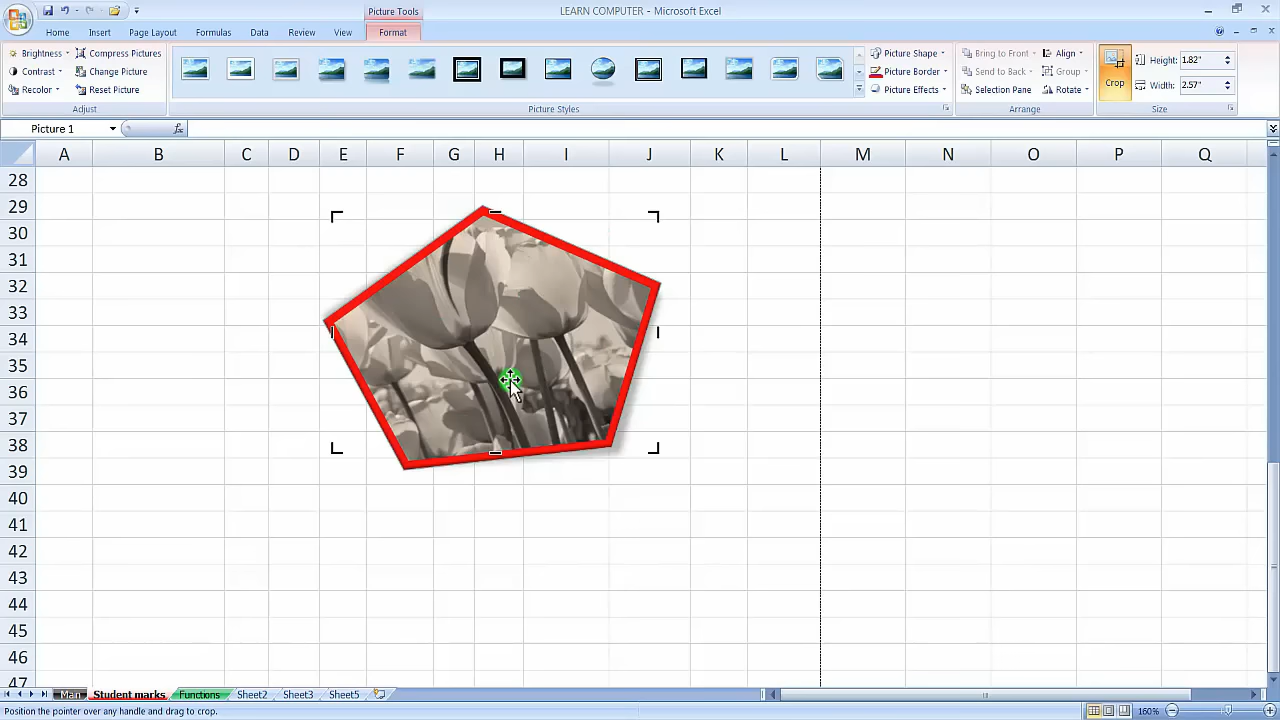 Picture Tools
LEARN COMPUTER - Microsoft Excel
Home Insert Page Layout Formulas Data Review View Format
Brightness Compress Pictures
Contrast Change Picture
Recolor Reset Picture
Adjust
Picture Styles
Picture Shape
Picture Border
Picture Effects
Bring to Front Align
Send to Back Group
Selection Pane Rotate
Arrange
Crop
Height: 1.82"
Width: 2.57"
Size
Picture 1 fx
A B C D E F G H I J K L M N O P Q
28
29
30
31
32
33
34
35
36
37
38
39
40
41
42
43
44
45
46
47
Main Student marks Functions Sheet2 Sheet3 Sheet5
Position the pointer over any handle and drag to crop. 160%